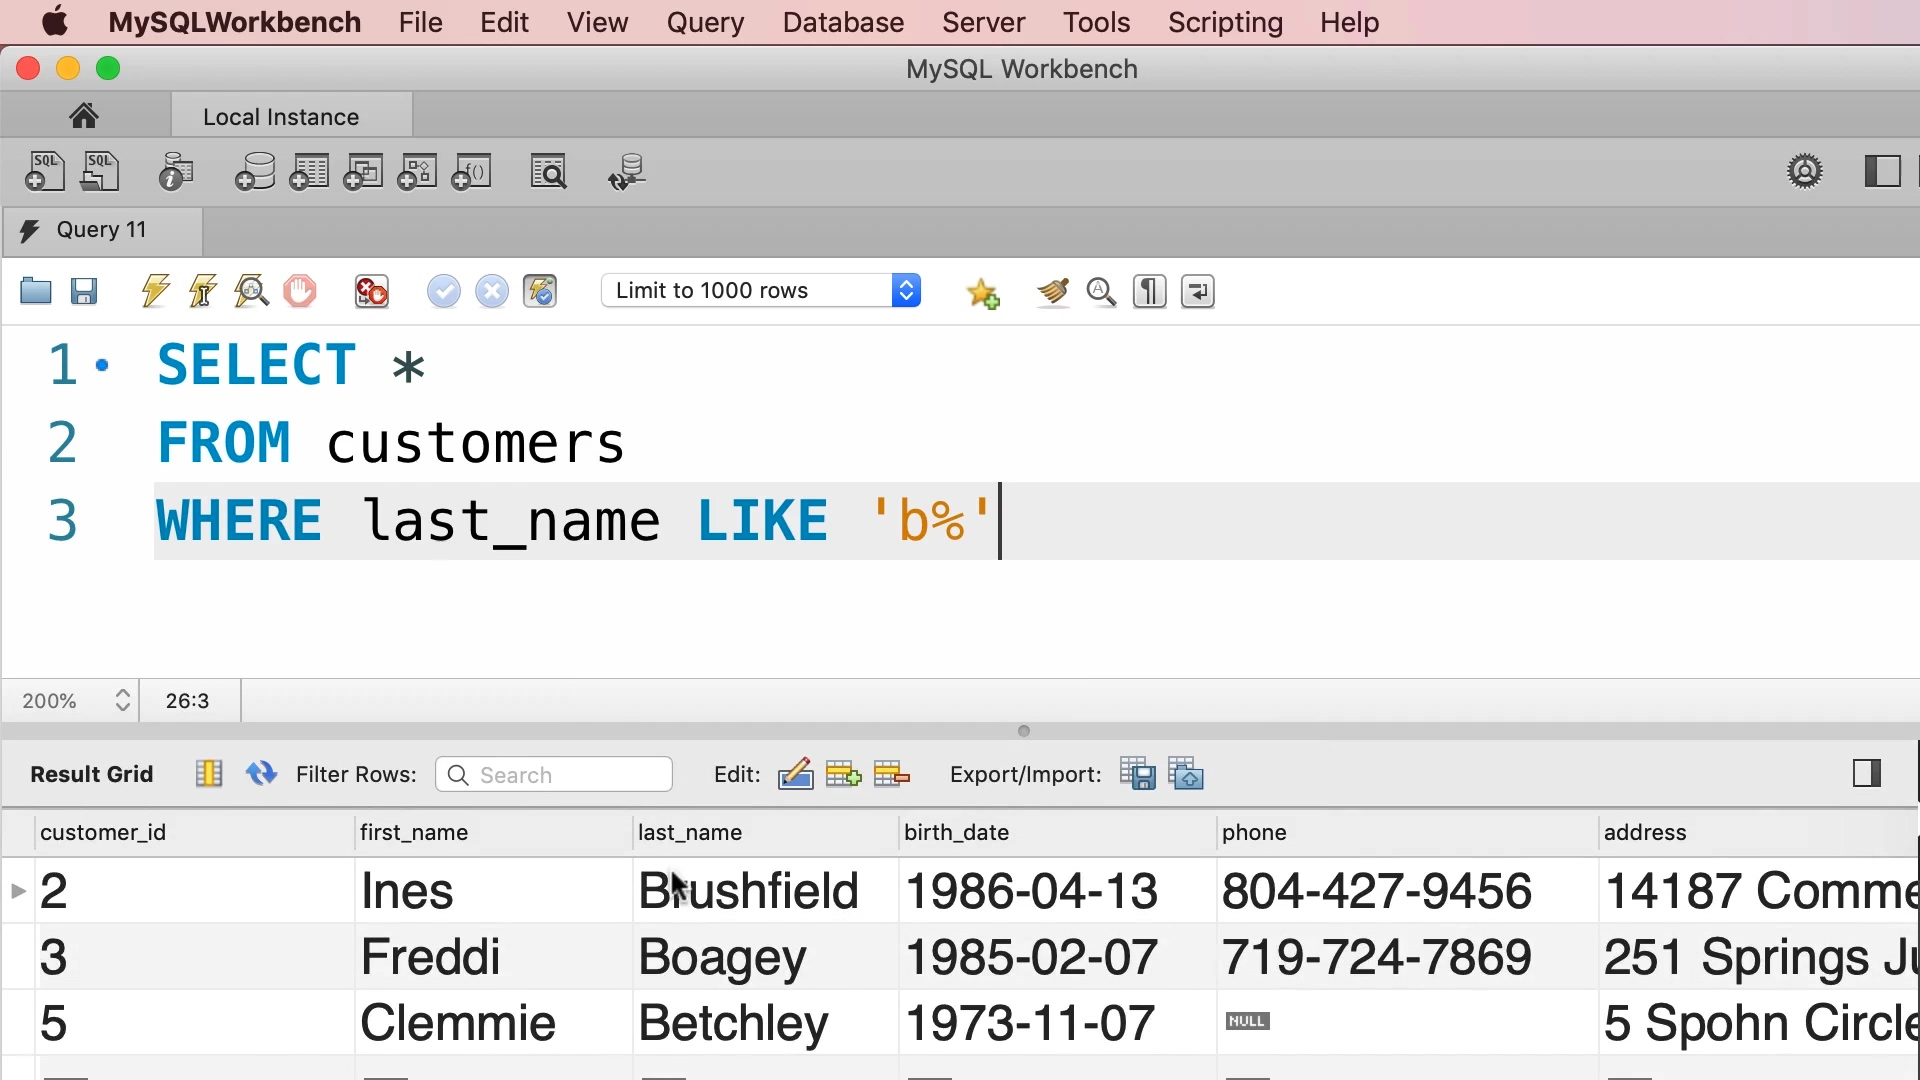 MySQLWorkbench File Edit View Query Database Server Tools Scripting Help
MySQL Workbench
Local Instance
SQL SQL
Query 11
Limit to 1000 rows
1 SELECT *
2 FROM customers
3 WHERE last_name LIKE 'b%'
200% 26:3
Result Grid Filter Rows: Search Edit: Export/Import:
customer_id first_name last_name birth_date phone address
2 Ines Brushfield 1986-04-13 804-427-9456 14187 Comme
3 Freddi Boagey 1985-02-07 719-724-7869 251 Springs Ju
5 Clemmie Betchley 1973-11-07 NULL 5 Spohn Circle